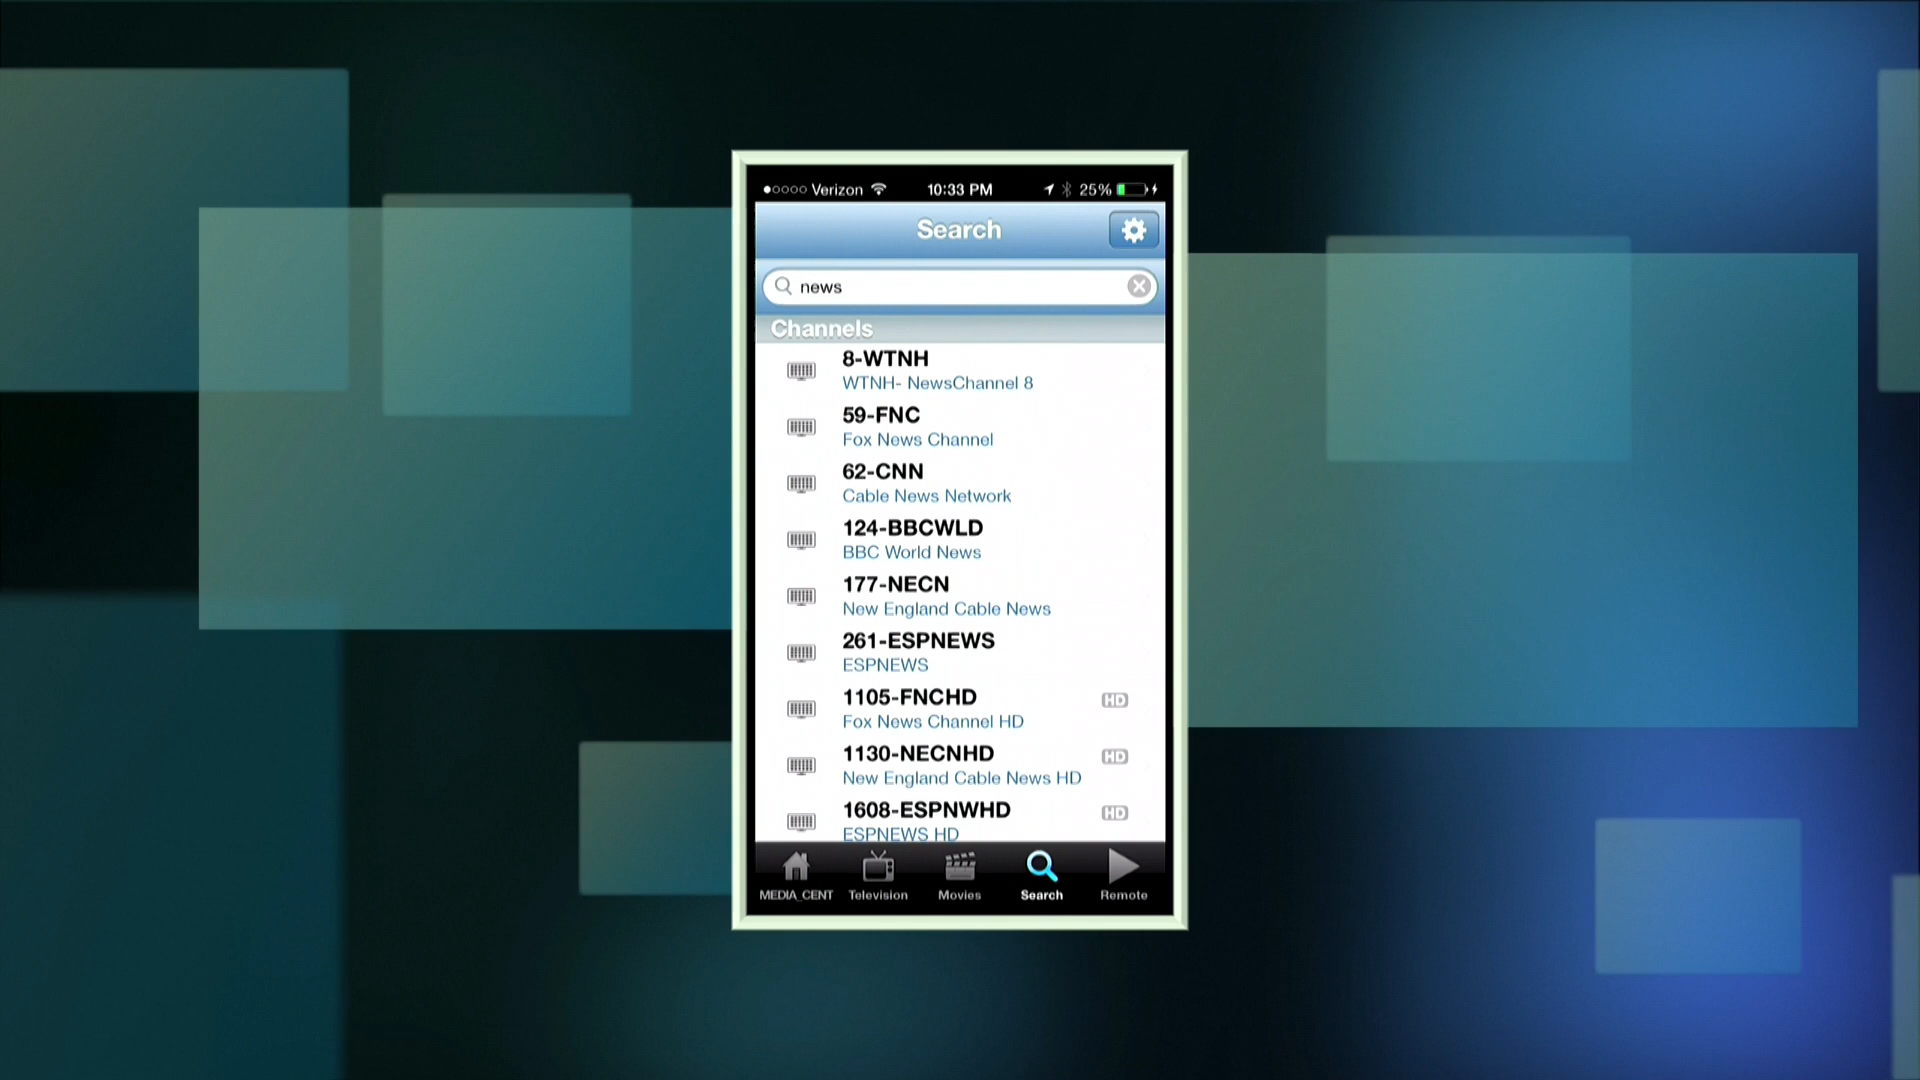 Verizon 10:33 PM 25%
Search
news
Channels
8-WTNH
WTNH- NewsChannel 8
59-FNC
Fox News Channel
62-CNN
Cable News Network
124-BBCWLD
BBC World News
177-NECN
New England Cable News
261-ESPNEWS
ESPNEWS
1105-FNCHD HD
Fox News Channel HD
1130-NECNHD HD
New England Cable News HD
1608-ESPNWHD HD
ESPNEWS HD
MEDIA_CENT Television Movies Search Remote